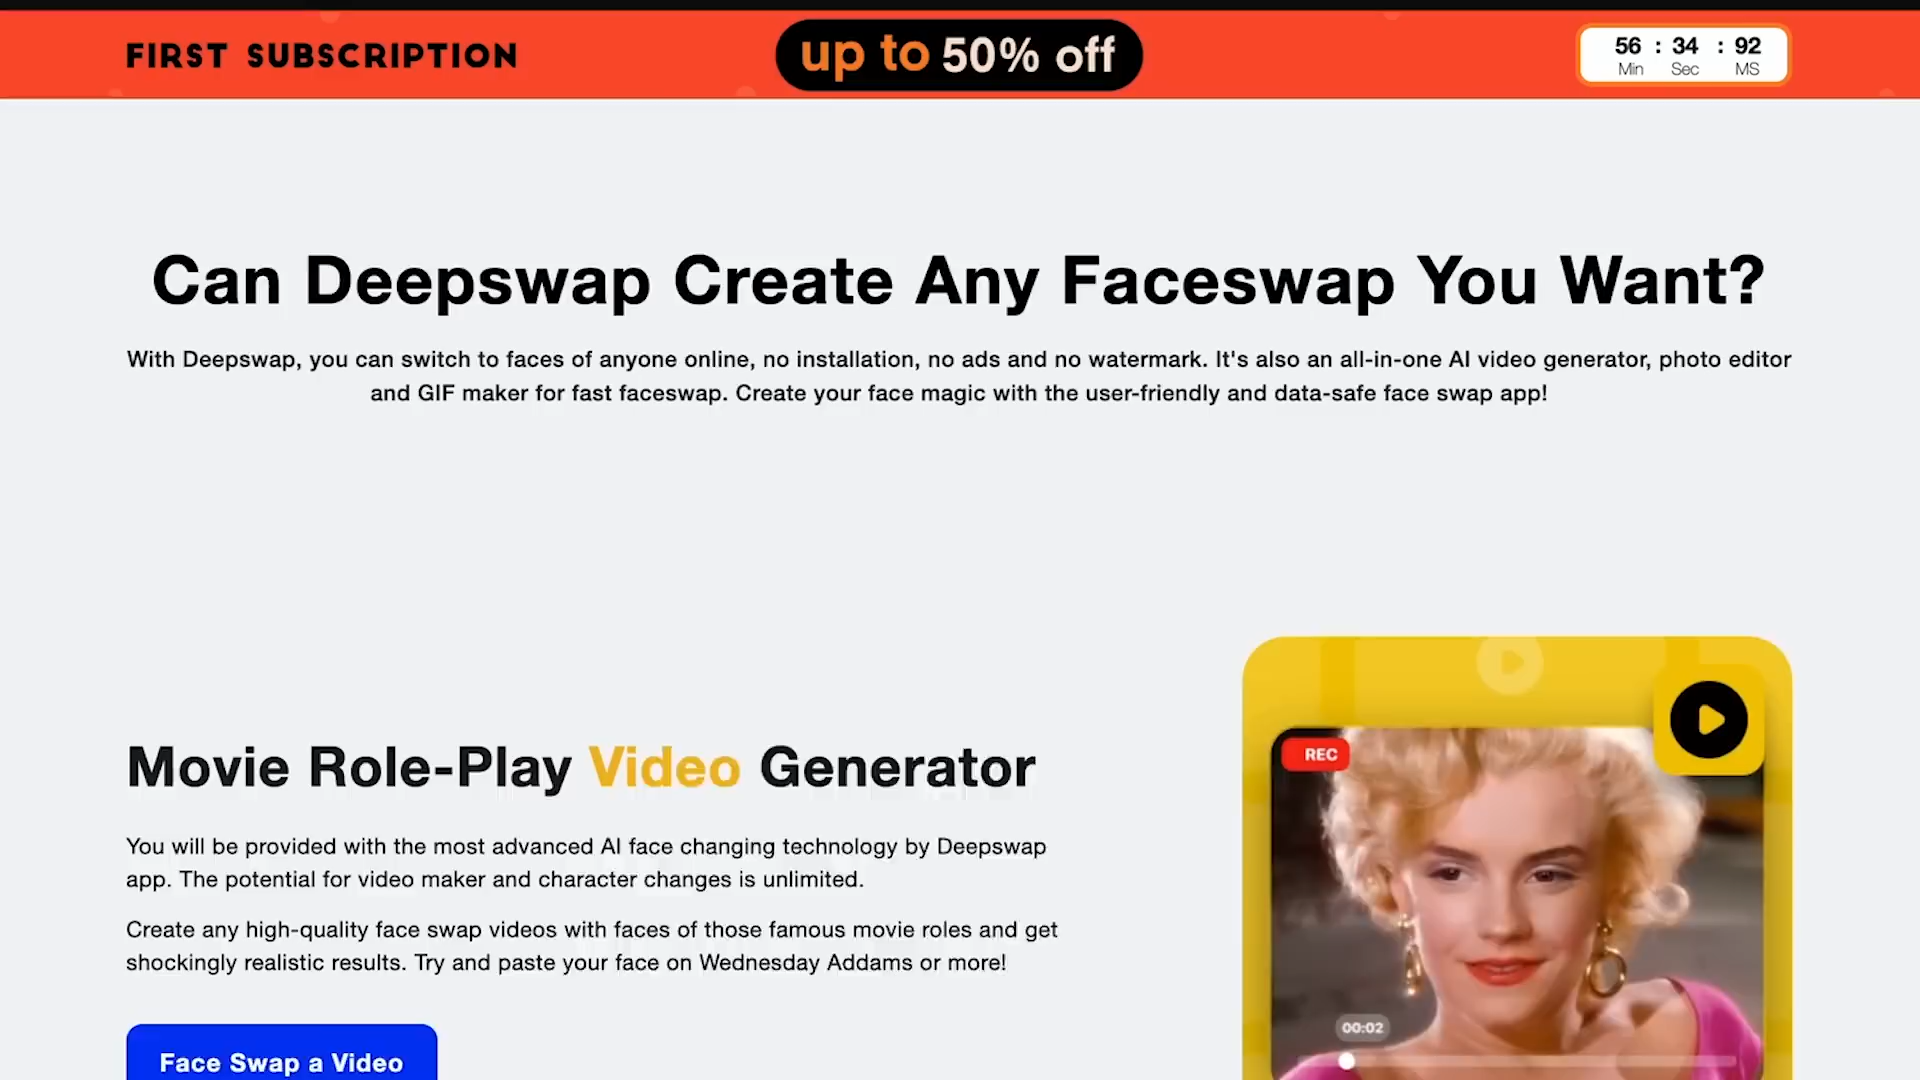 FIRST SUBSCRIPTION
up to 50% off
56 : 34 : 92
Min Sec MS
Can Deepswap Create Any Faceswap You Want?
With Deepswap, you can switch to faces of anyone online, no installation, no ads and no watermark. It's also an all-in-one AI video generator, photo editor
and GIF maker for fast faceswap. Create your face magic with the user-friendly and data-safe face swap app!
Movie Role-Play Video Generator
You will be provided with the most advanced AI face changing technology by Deepswap
app. The potential for video maker and character changes is unlimited.
Create any high-quality face swap videos with faces of those famous movie roles and get
shockingly realistic results. Try and paste your face on Wednesday Addams or more!
Face Swap a Video
REC
00:02